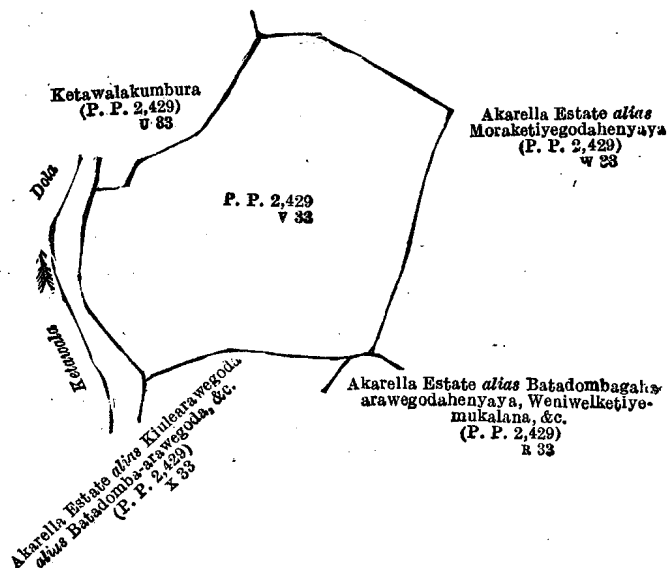 Ketawalakumbura
(P. P. 2,429)
U 33
Akarella Estate alias
Moraketiyegodahenyaya
(P. P. 2,429)
W 33
Dola
P. P. 2,429
V 33
Ketawala
Akarella Estate alias Batadombagaha-
arawegodahenyaya, Weniwelketiye-
mukalana, &c.
(P. P. 2,429)
R 33
Akarella Estate alias Kiulearawegoda
alias Batadomba-arawegoda, &c.
(P. P. 2,429)
X 33